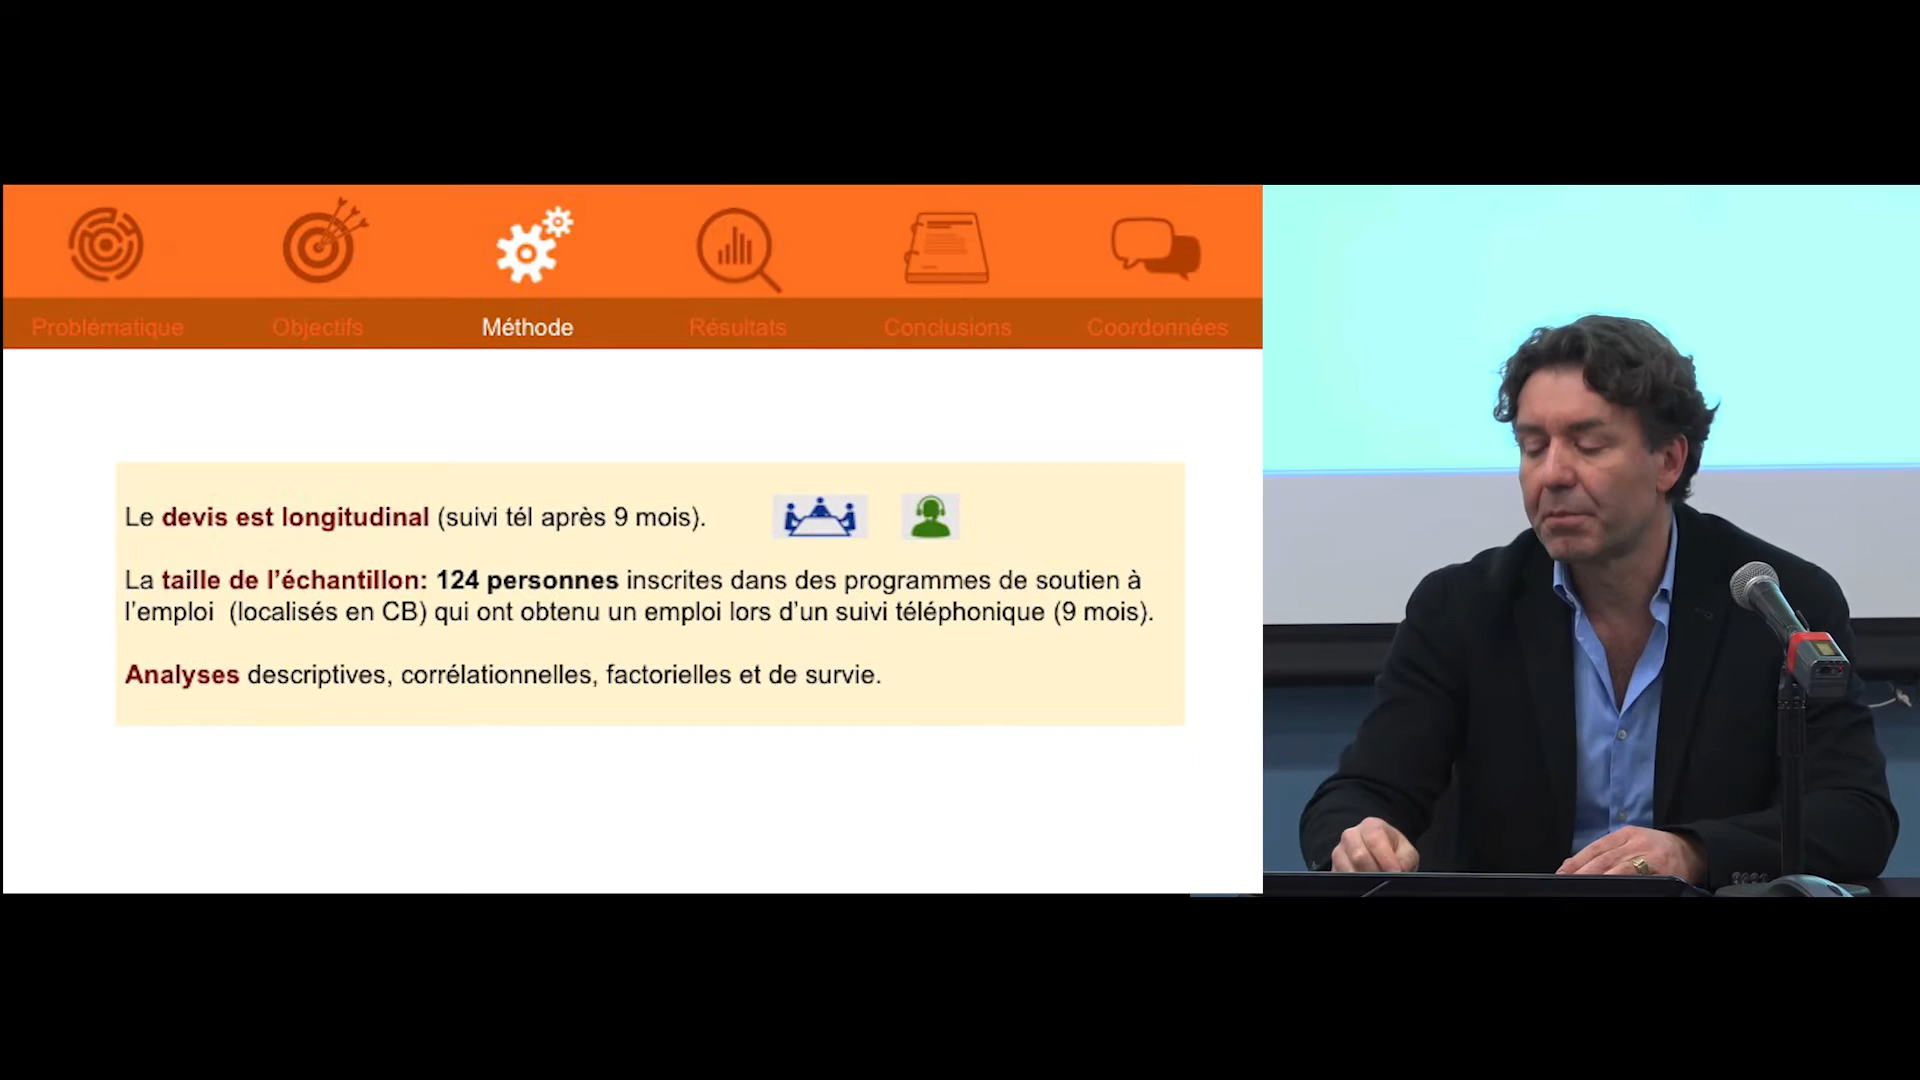 Problématique
Objectifs
Méthode
Résultats
Conclusions
Coordonnées
Le devis est longitudinal (suivi tél après 9 mois).
La taille de l’échantillon: 124 personnes inscrites dans des programmes de soutien à
l’emploi (localisés en CB) qui ont obtenu un emploi lors d’un suivi téléphonique (9 mois).
Analyses descriptives, corrélationnelles, factorielles et de survie.